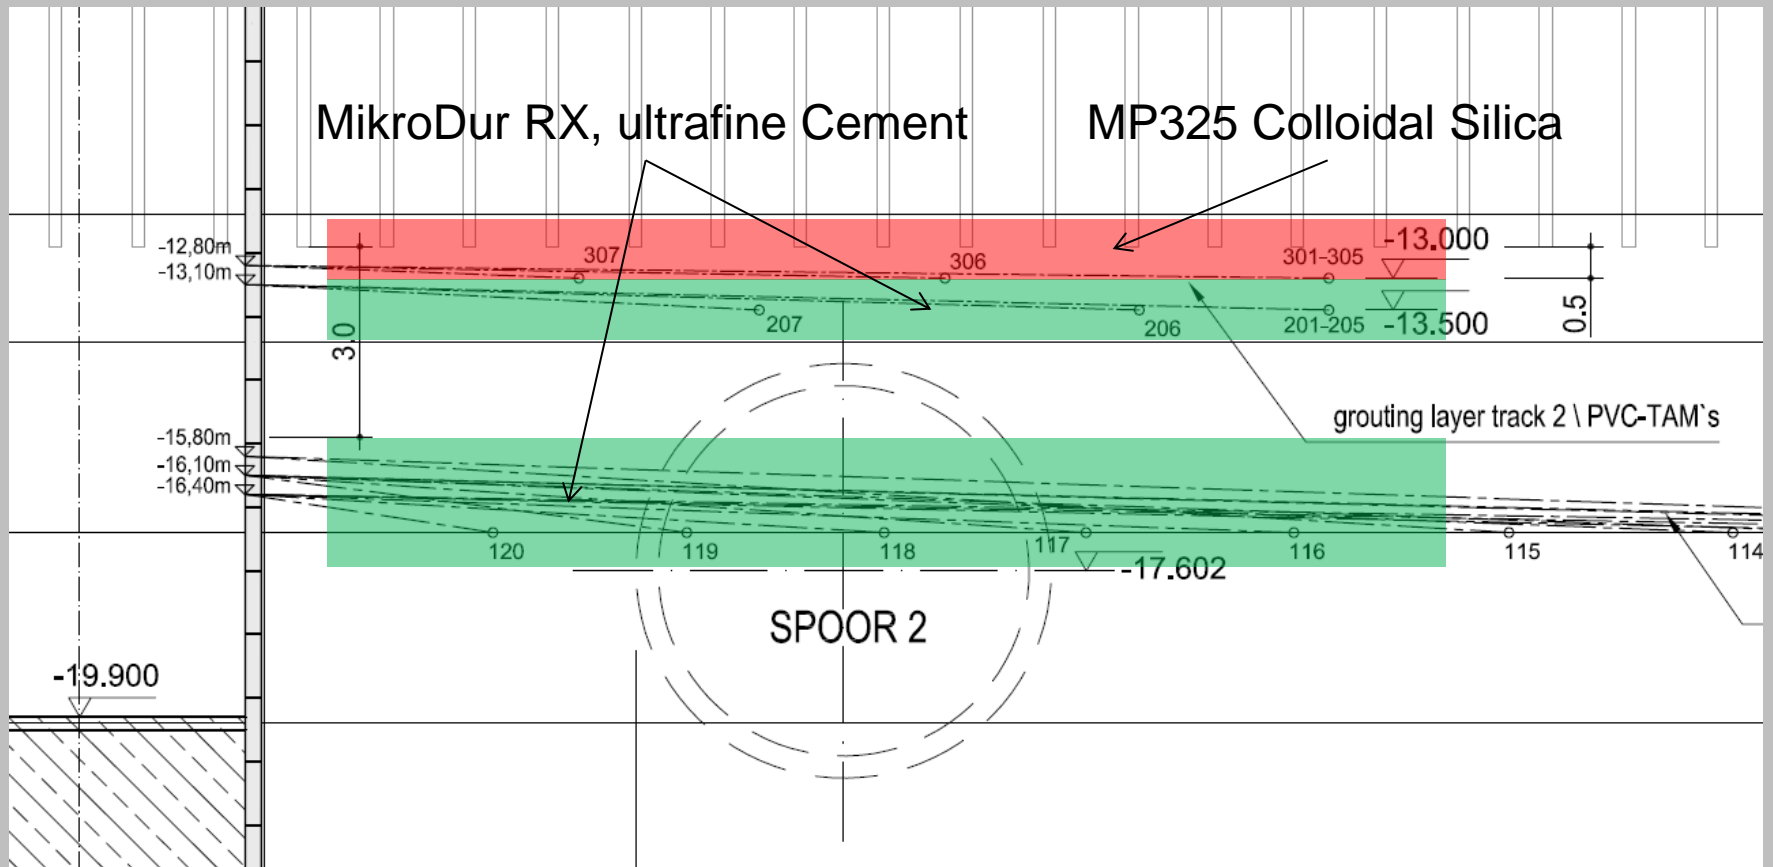 MikroDur RX, ultrafine Cement
MP325 Colloidal Silica
-12,80m
-13,10m
307
306
301-305
-13.000
207
206
201-205
-13.500
0.5
3.0
grouting layer track 2 \ PVC-TAM`s
-15,80m
-16,10m
-16,40m
120
119
118
117
116
115
114
-17.602
SPOOR 2
-19.900